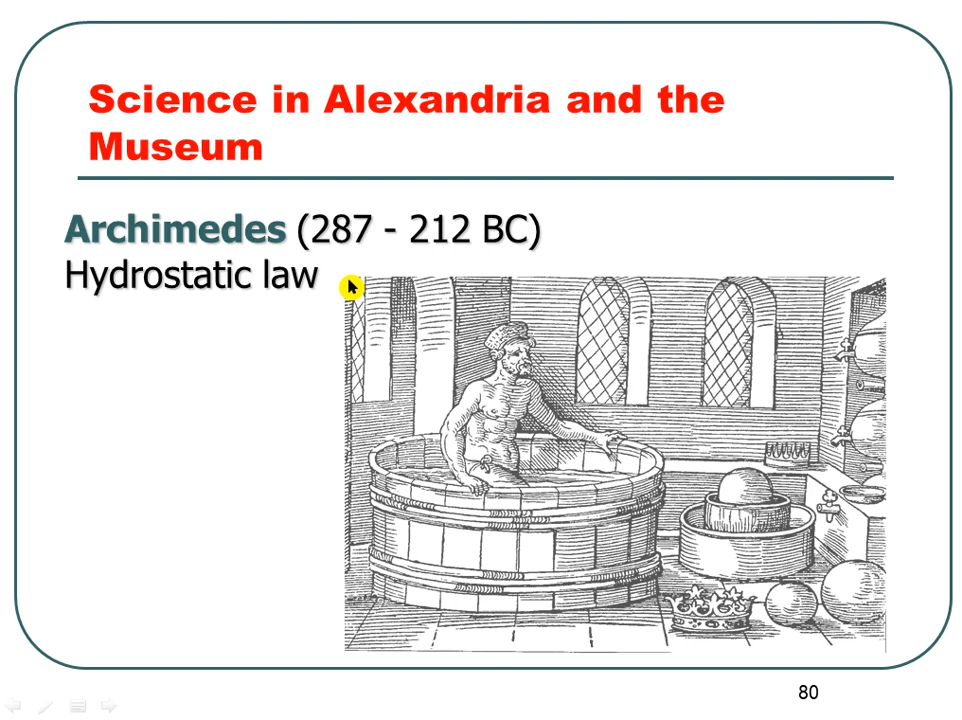 Science in Alexandria and the
Museum
Archimedes (287 - 212 BC)
Hydrostatic law
80